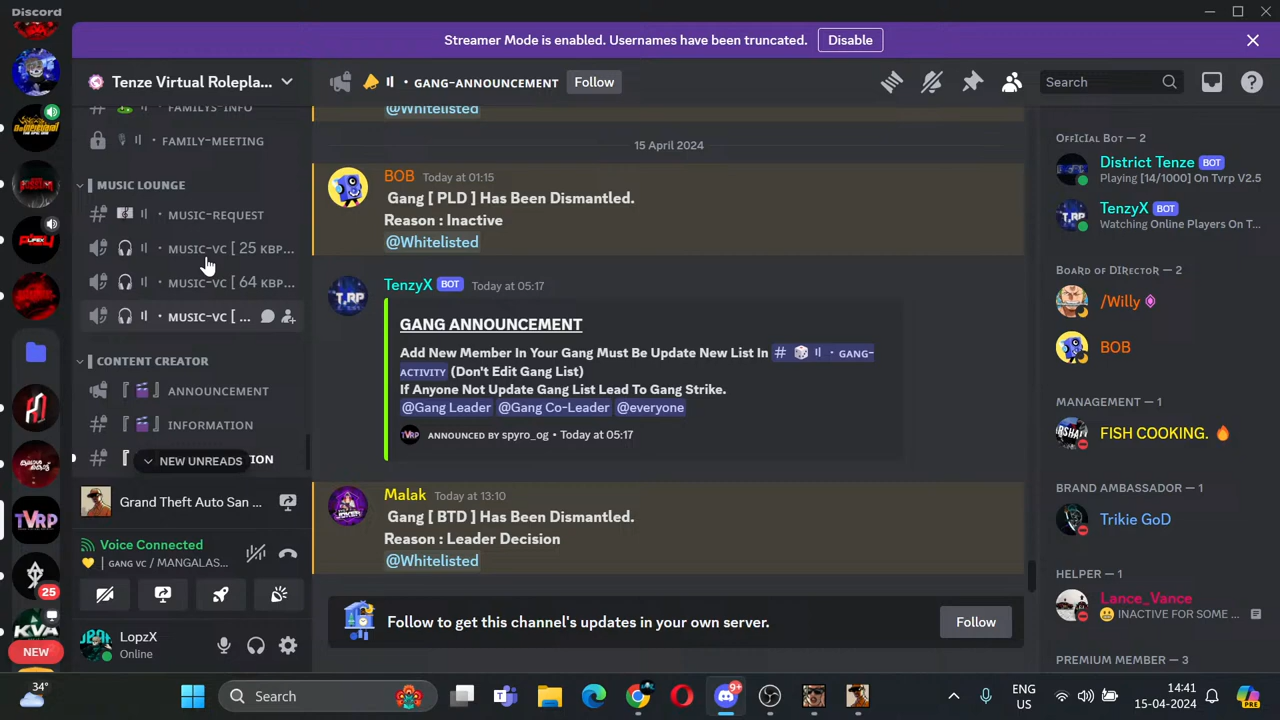 Discord
Streamer Mode is enabled. Usernames have been truncated.
Disable
Tenze Virtual Rolepla...
FAMILYS-INFO
FAMILY-MEETING
MUSIC LOUNGE
MUSIC-REQUEST
MUSIC-VC [ 25 KBP...
MUSIC-VC [ 64 KBP...
MUSIC-VC [ ...
CONTENT CREATOR
ANNOUNCEMENT
INFORMATION
NEW UNREADS
Grand Theft Auto San ...
Voice Connected
💛 | GANG VC / MANGALAS...
LopzX
Online
25
NEW
GANG-ANNOUNCEMENT
Follow
Search
@Whitelisted
15 April 2024
BOB Today at 01:15
Gang [ PLD ] Has Been Dismantled.
Reason : Inactive
@Whitelisted
TenzyX BOT Today at 05:17
GANG ANNOUNCEMENT
Add New Member In Your Gang Must Be Update New List In # 🎲 〢 • GANG-
ACTIVITY (Don't Edit Gang List)
If Anyone Not Update Gang List Lead To Gang Strike.
@Gang Leader @Gang Co-Leader @everyone
ANNOUNCED BY spyro_og • Today at 05:17
Malak Today at 13:10
Gang [ BTD ] Has Been Dismantled.
Reason : Leader Decision
@Whitelisted
Follow to get this channel's updates in your own server.
Follow
OfficIal Bot — 2
District Tenze BOT
Playing [14/1000] On Tvrp V2.5
TenzyX BOT
Watching Online Players On T...
Board of Director — 2
/Willy
BOB
MANAGEMENT — 1
FISH COOKING. 🔥
BRAND AMBASSADOR — 1
Trikie GoD
HELPER — 1
Lance_Vance
😐 INACTIVE FOR SOME ...
PREMIUM MEMBER — 3
34°
Search
9+
ENG
US
14:41
15-04-2024